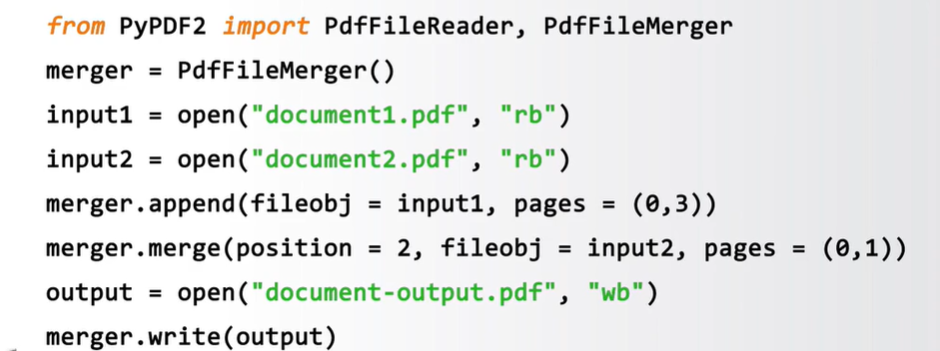 from PyPDF2 import PdfFileReader, PdfFileMerger
merger = PdfFileMerger()
input1 = open("document1.pdf", "rb")
input2 = open("document2.pdf", "rb")
merger.append(fileobj = input1, pages = (0,3))
merger.merge(position = 2, fileobj = input2, pages = (0,1))
output = open("document-output.pdf", "wb")
merger.write(output)